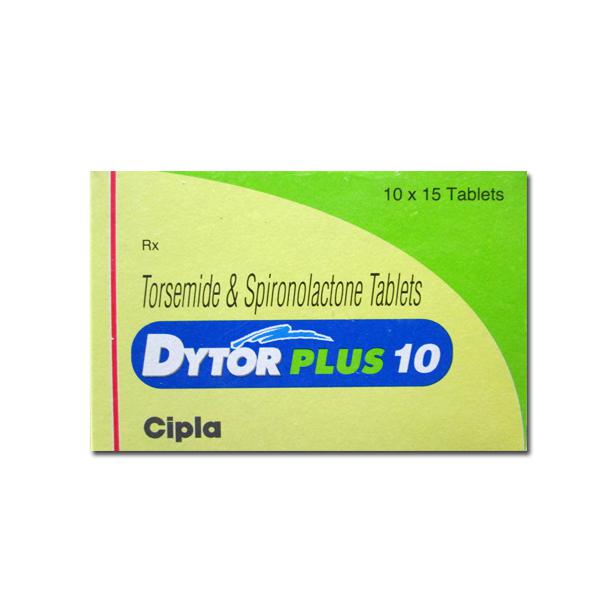 10 x 15 Tablets
Rx
Torsemide & Spironolactone Tablets
DYTOR PLUS 10
Cipla